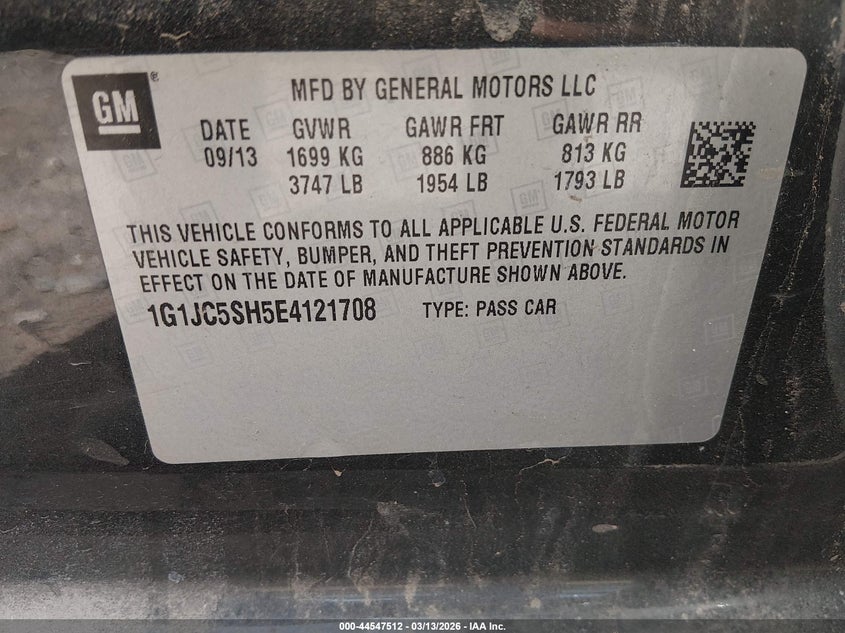 GM®
MFD BY GENERAL MOTORS LLC
DATE GVWR GAWR FRT GAWR RR
09/13 1699 KG 886 KG 813 KG
3747 LB 1954 LB 1793 LB
THIS VEHICLE CONFORMS TO ALL APPLICABLE U.S. FEDERAL MOTOR
VEHICLE SAFETY, BUMPER, AND THEFT PREVENTION STANDARDS IN
EFFECT ON THE DATE OF MANUFACTURE SHOWN ABOVE.
1G1JC5SH5E4121708 TYPE: PASS CAR
000-44547512 - 03/13/2026 - IAA Inc.